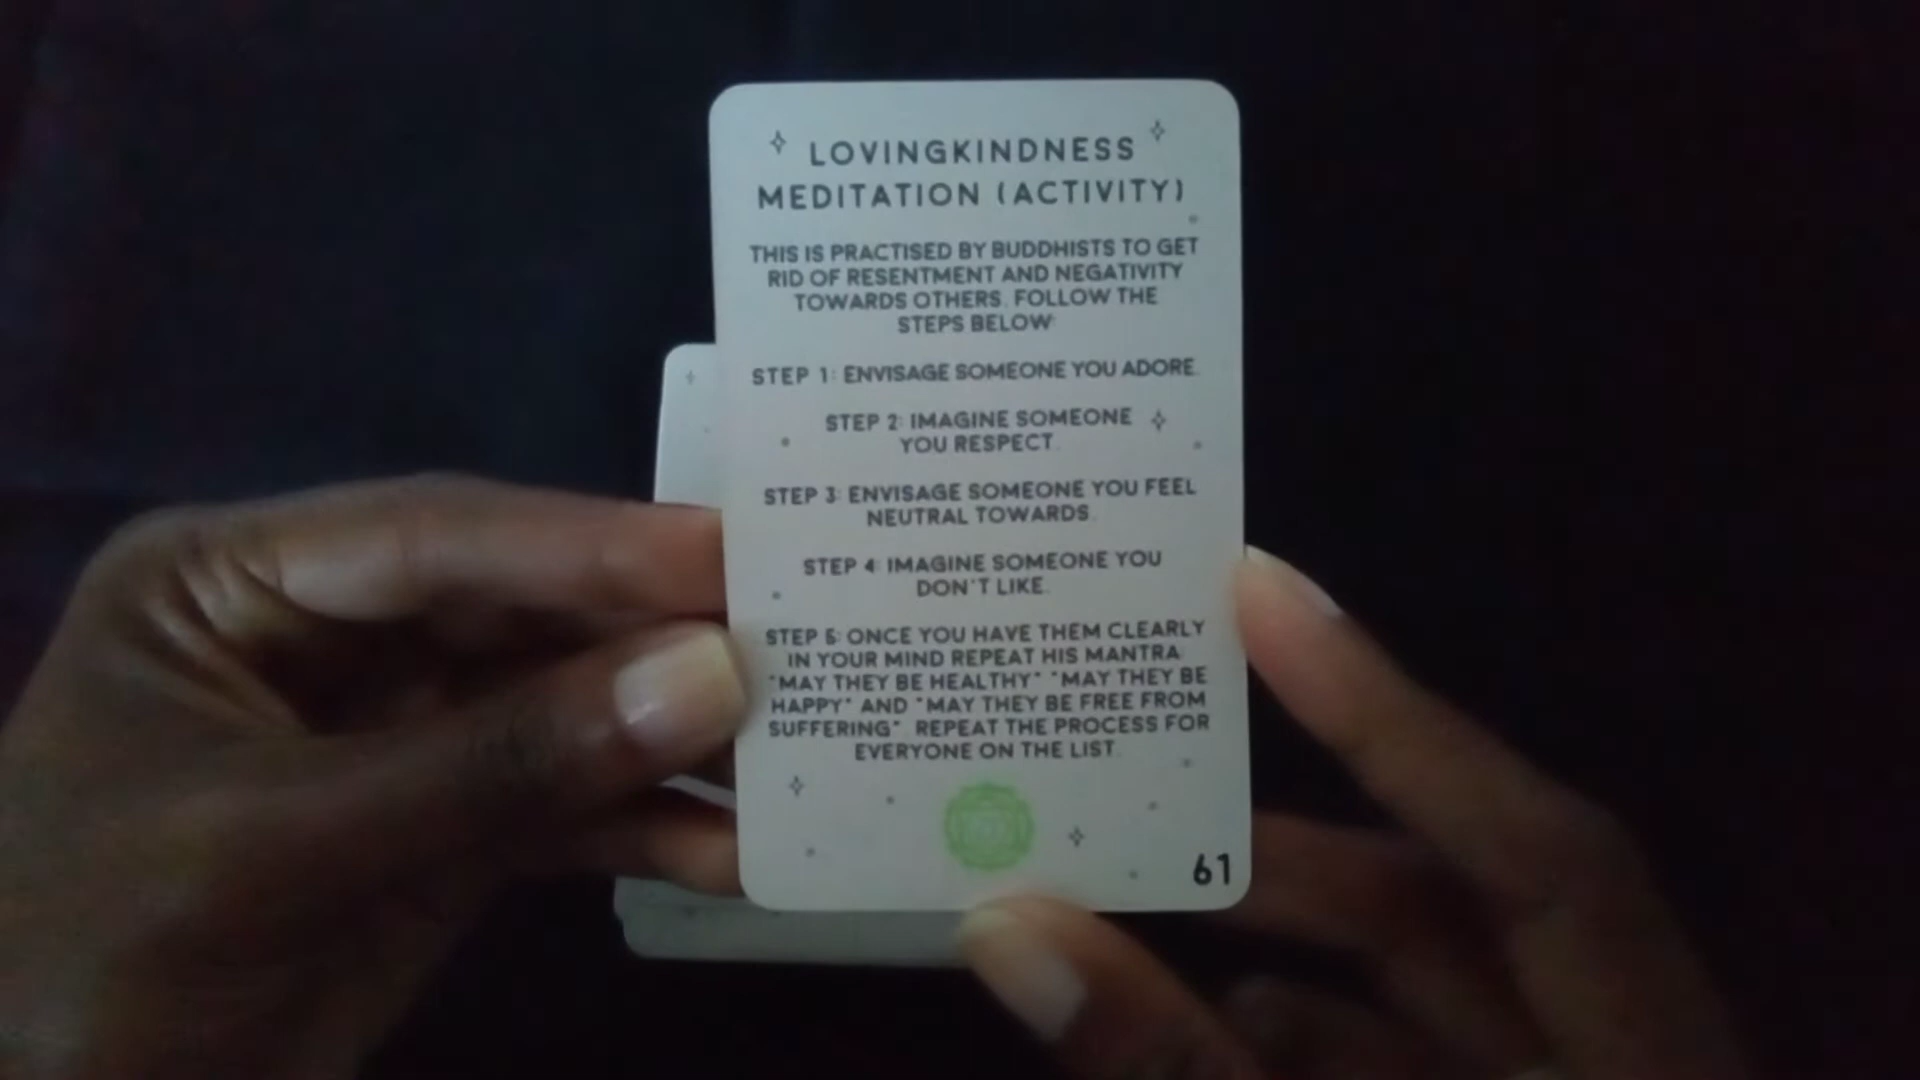 LOVINGKINDNESS
MEDITATION (ACTIVITY)
THIS IS PRACTISED BY BUDDHISTS TO GET
RID OF RESENTMENT AND NEGATIVITY
TOWARDS OTHERS. FOLLOW THE
STEPS BELOW:
STEP 1: ENVISAGE SOMEONE YOU ADORE.
STEP 2: IMAGINE SOMEONE
YOU RESPECT.
STEP 3: ENVISAGE SOMEONE YOU FEEL
NEUTRAL TOWARDS.
STEP 4: IMAGINE SOMEONE YOU
DON'T LIKE.
STEP 5: ONCE YOU HAVE THEM CLEARLY
IN YOUR MIND REPEAT HIS MANTRA:
"MAY THEY BE HEALTHY" "MAY THEY BE
HAPPY" AND "MAY THEY BE FREE FROM
SUFFERING". REPEAT THE PROCESS FOR
EVERYONE ON THE LIST.
61